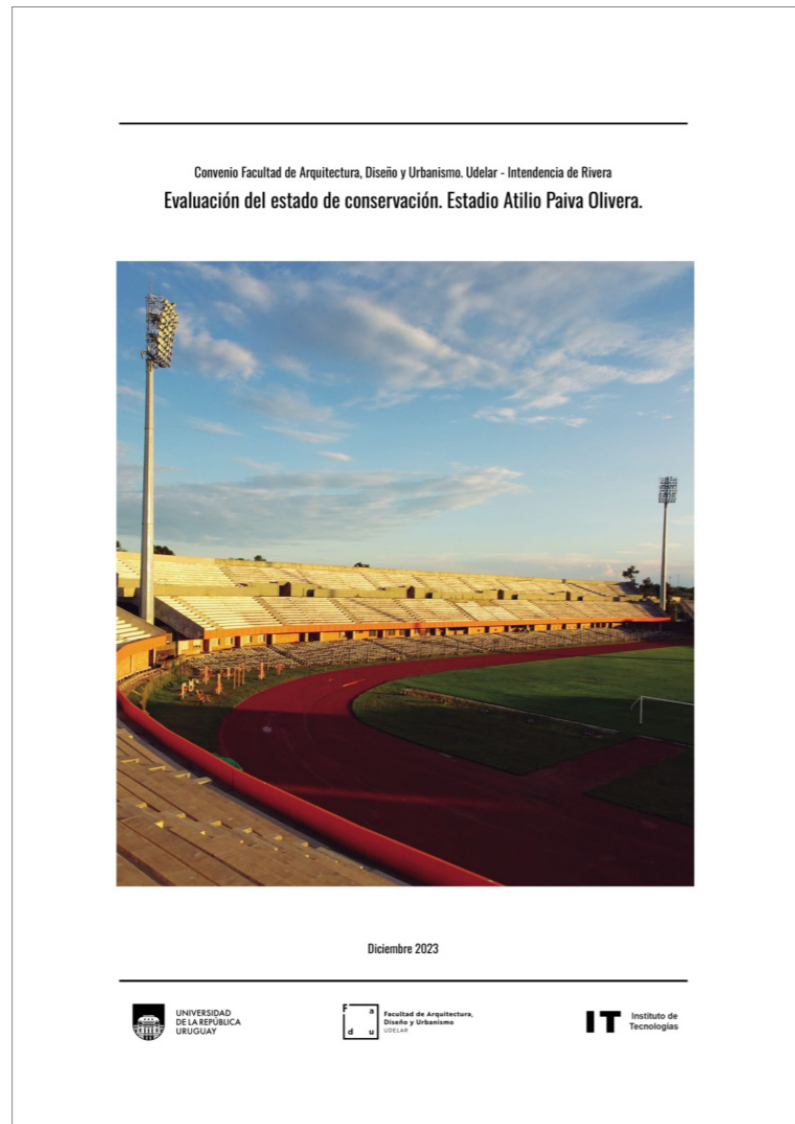 Convenio Facultad de Arquitectura, Diseño y Urbanismo. Udelar - Intendencia de Rivera
Evaluación del estado de conservación. Estadio Atilio Paiva Olivera.
Diciembre 2023
UNIVERSIDAD
DE LA REPÚBLICA
URUGUAY
F a
d u
Facultad de Arquitectura,
Diseño y Urbanismo
UDELAR
IT
Instituto de
Tecnologías